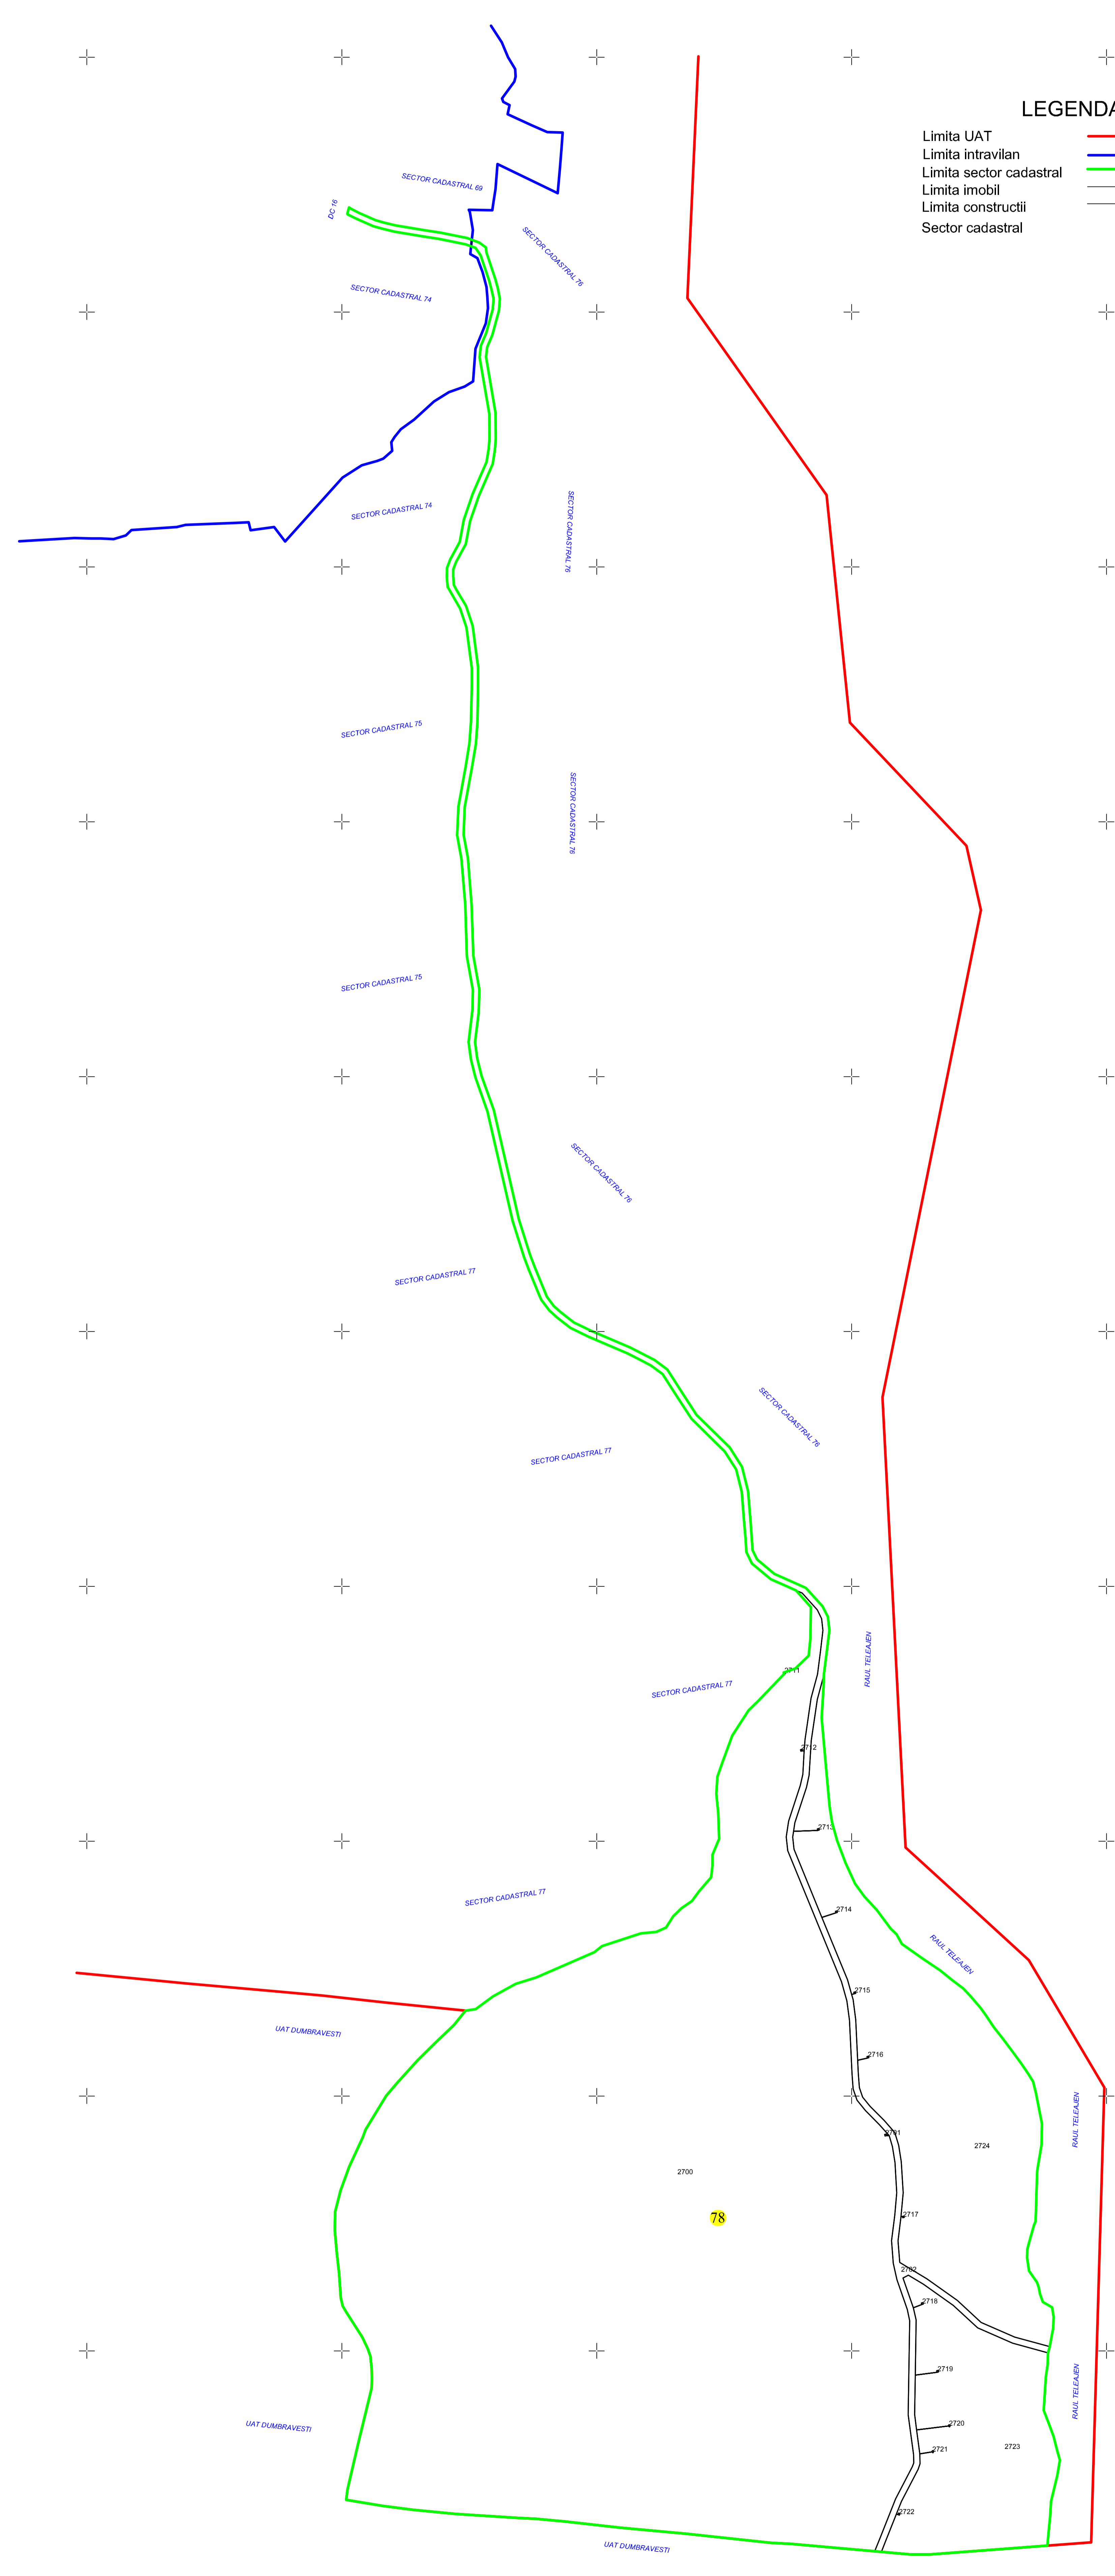 LEGENDA
Limita UAT
Limita intravilan
Limita sector cadastral
Limita imobil
Limita constructii
Sector cadastral
SECTOR CADASTRAL 69
DC 16
SECTOR CADASTRAL 76
SECTOR CADASTRAL 74
SECTOR CADASTRAL 74
SECTOR CADASTRAL 76
SECTOR CADASTRAL 75
SECTOR CADASTRAL 76
SECTOR CADASTRAL 75
SECTOR CADASTRAL 76
SECTOR CADASTRAL 77
SECTOR CADASTRAL 76
SECTOR CADASTRAL 77
RAUL TELEAJEN
2711
SECTOR CADASTRAL 77
2712
2713
SECTOR CADASTRAL 77
2714
RAUL TELEAJEN
2715
UAT DUMBRAVESTI
2716
RAUL TELEAJEN
2701
2724
2700
78
2717
2702
2718
2719
RAUL TELEAJEN
2720
UAT DUMBRAVESTI
2721
2723
2722
UAT DUMBRAVESTI